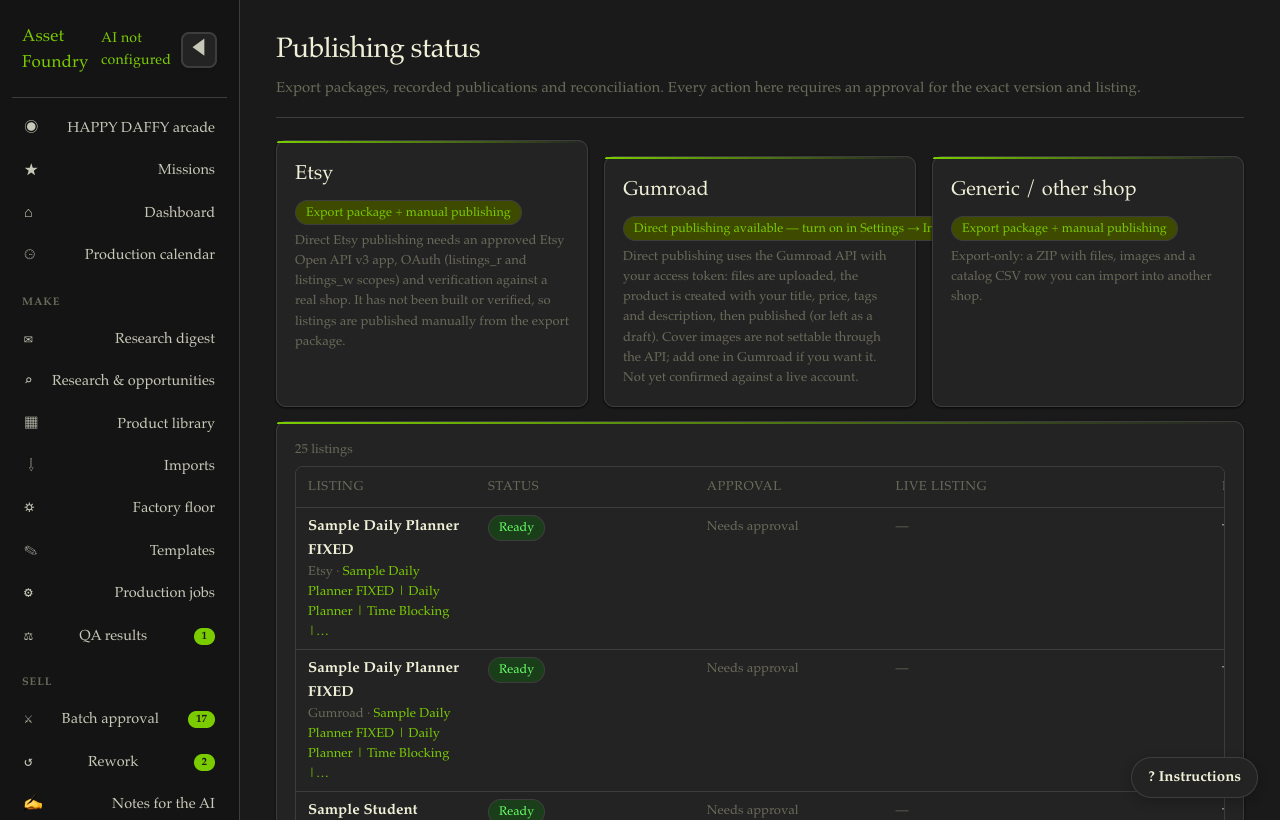 Asset
Foundry
AI not
configured
HAPPY DAFFY arcade
Missions
Dashboard
Production calendar
MAKE
Research digest
Research & opportunities
Product library
Imports
Factory floor
Templates
Production jobs
QA results 1
SELL
Batch approval 17
Rework 2
Notes for the AI
Publishing status
Export packages, recorded publications and reconciliation. Every action here requires an approval for the exact version and listing.
Etsy
Export package + manual publishing
Direct Etsy publishing needs an approved Etsy
Open API v3 app, OAuth (listings_r and
listings_w scopes) and verification against a
real shop. It has not been built or verified, so
listings are published manually from the export
package.
Gumroad
Direct publishing available — turn on in Settings →
Direct publishing uses the Gumroad API with
your access token: files are uploaded, the
product is created with your title, price, tags
and description, then published (or left as a
draft). Cover images are not settable through
the API; add one in Gumroad if you want it.
Not yet confirmed against a live account.
Generic / other shop
Export package + manual publishing
Export-only: a ZIP with files, images and a
catalog CSV row you can import into another
shop.
25 listings
LISTING STATUS APPROVAL LIVE LISTING
Sample Daily Planner
FIXED
Etsy · Sample Daily
Planner FIXED | Daily
Planner | Time Blocking
|…
Ready
Needs approval
—
Sample Daily Planner
FIXED
Gumroad · Sample Daily
Planner FIXED | Daily
Planner | Time Blocking
|…
Ready
Needs approval
—
Sample Student
Ready
Needs approval
—
? Instructions